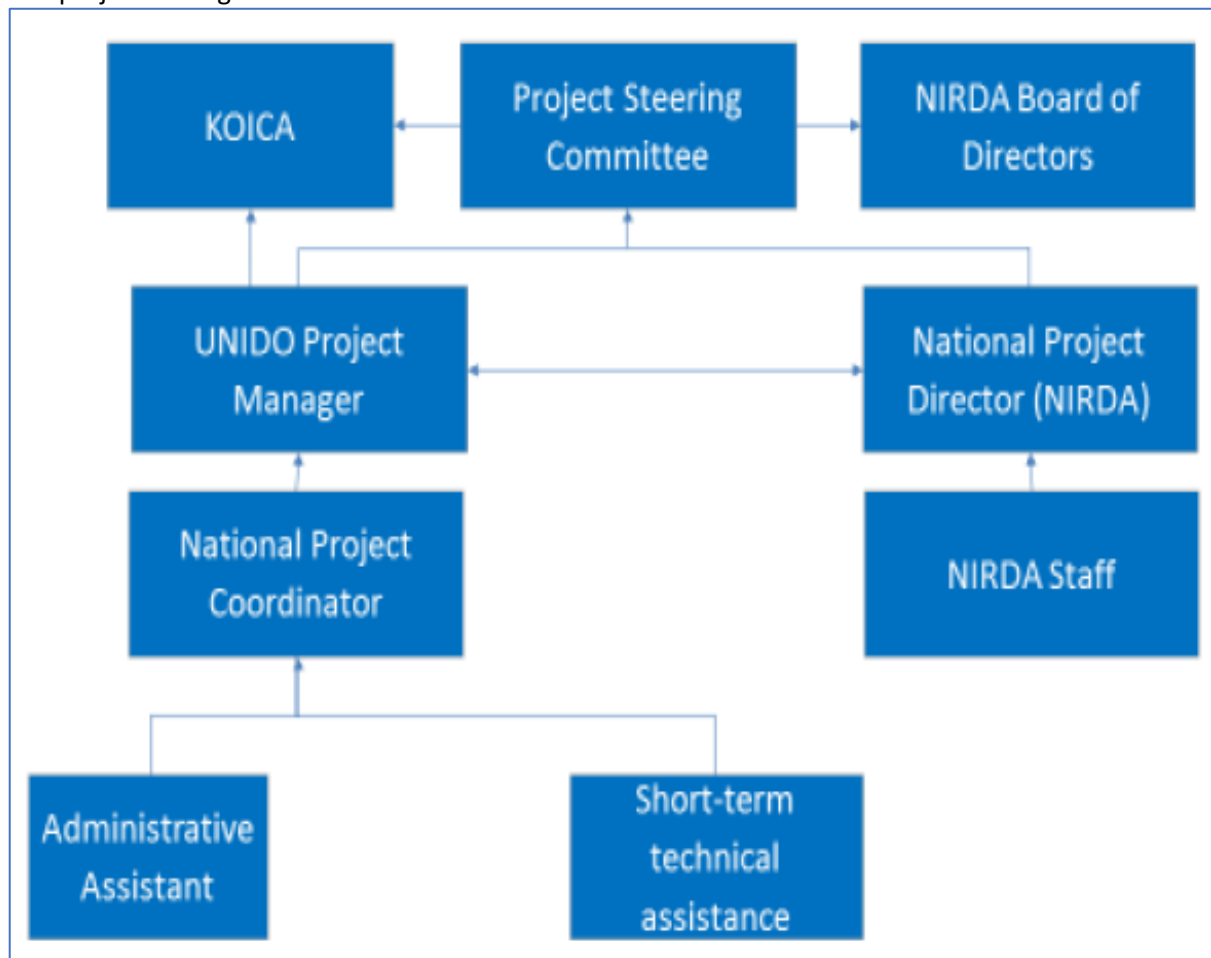 KOICA
Project Steering
Committee
NIRDA Board of
Directors
UNIDO Project
Manager
National Project
Director (NIRDA)
National Project
Coordinator
NIRDA Staff
Administrative
Assistant
Short-term
technical
assistance